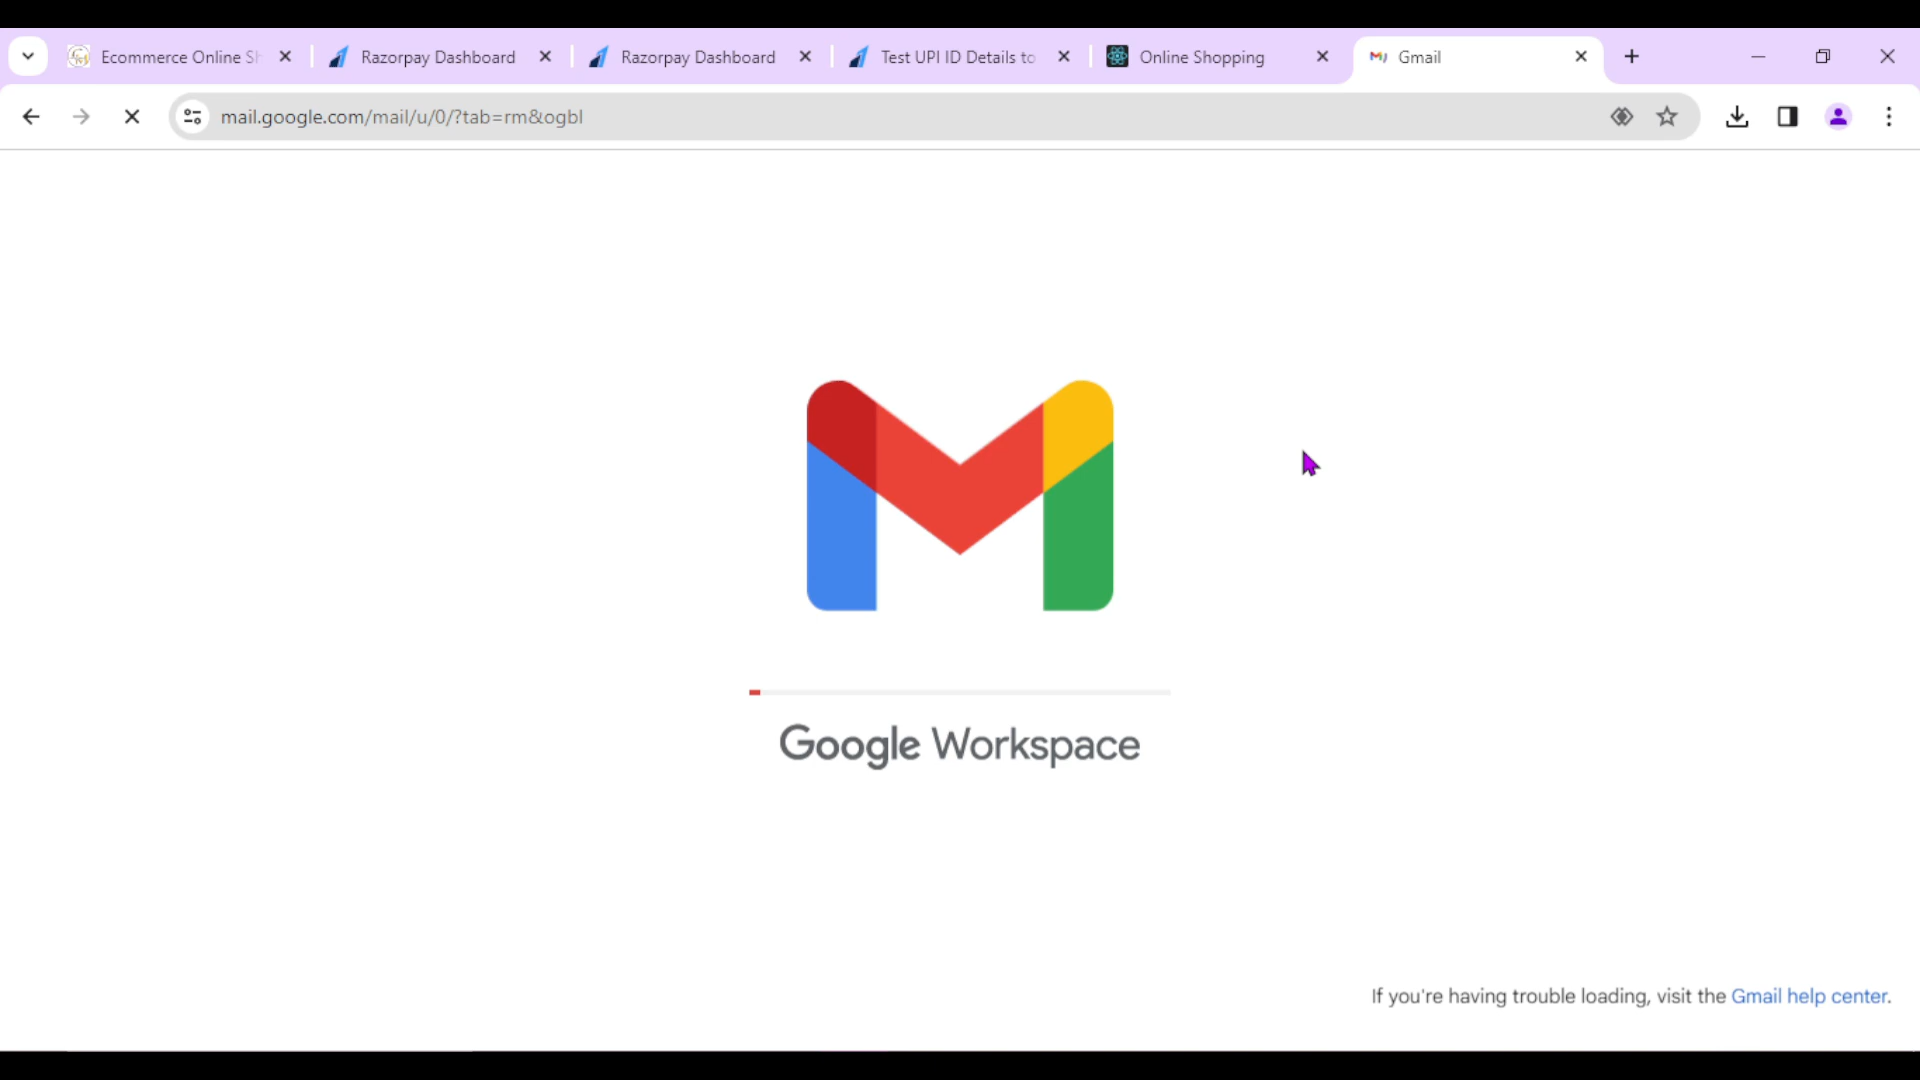 Ecommerce Online Sh
Razorpay Dashboard
Razorpay Dashboard
Test UPI ID Details to
Online Shopping
Gmail
mail.google.com/mail/u/0/?tab=rm&ogbl
Google Workspace
If you're having trouble loading, visit the Gmail help center.